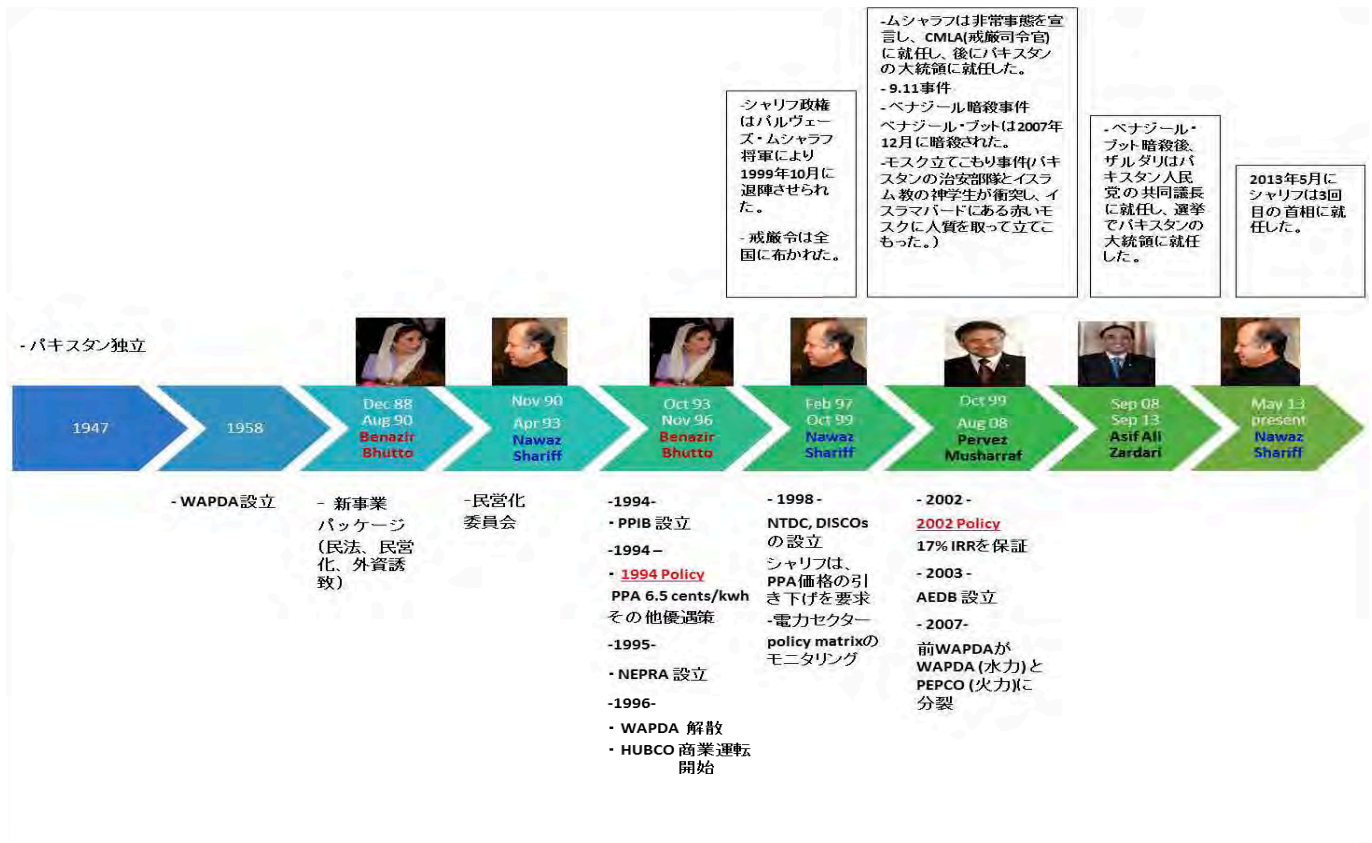 -シャリフ政権
はパルヴェー
ズ・ムシャラフ
将軍により
1999年10月に
退陣させられ
た。
- 戒厳令は全
国に布かれた。
-ムシャラフは非常事態を宣
言し、CMLA(戒厳司令官)
に就任し、後にパキスタン
の大統領に就任した。
- 9.11事件
- ベナジール暗殺事件
ベナジール・ブットは2007年
12月に暗殺された。
-モスク立てこもり事件(パキ
スタンの治安部隊とイスラ
ム教の神学生が衝突し、イ
スラマバードにある赤いモ
スクに人質を取って立てこ
もった。)
- ベナジール・
ブット暗殺後、
ザルダリはパ
キスタン人民
党の共同議長
に就任し、選挙
でパキスタンの
大統領に就任
した。
2013年5月に
シャリフは3回
目の首相に就
任した。
- パキスタン独立
1947
1958
Dec 88
Aug 90
Benazir
Bhutto
Nov 90
Apr 93
Nawaz
Shariff
Oct 93
Nov 96
Benazir
Bhutto
Feb 97
Oct 99
Nawaz
Shariff
Oct 99
Aug 08
Pervez
Musharraf
Sep 08
Sep 13
Asif Ali
Zardari
May 13
present
Nawaz
Shariff
- WAPDA 設立
- 新事業
パッケージ
(民法、民営
化、外資誘
致)
-民営化
委員会
-1994-
・PPIB 設立
-1994 –
・ 1994 Policy
PPA 6.5 cents/kwh
その他優遇策
-1995-
・NEPRA 設立
-1996-
・ WAPDA 解散
・ HUBCO 商業運転
開始
- 1998 -
NTDC, DISCOs
の設立
シャリフは、
PPA価格の引
き下げを要求
-電力セクター
policy matrixの
モニタリング
- 2002 -
2002 Policy
17% IRRを保証
- 2003 -
AEDB 設立
- 2007-
前WAPDAが
WAPDA (水力)と
PEPCO (火力)に
分裂